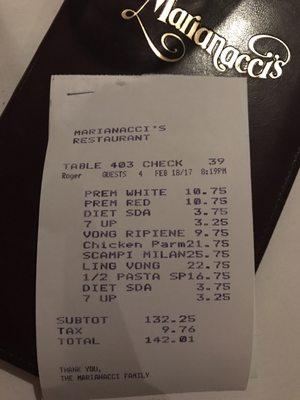 Marianacci's
MARIANACCI'S
RESTAURANT
TABLE 403 CHECK 39
Roger GUESTS 4 FEB 18/17 8:19PM
PREM WHITE 10.75
PREM RED 10.75
DIET SDA 3.75
7 UP 3.25
VONG RIPIENE 9.75
Chicken Parm21.75
SCAMPI MILAN25.75
LING VONG 22.75
1/2 PASTA SP16.75
DIET SDA 3.75
7 UP 3.25
SUBTOT 132.25
TAX 9.76
TOTAL 142.01
THANK YOU,
THE MARIANACCI FAMILY